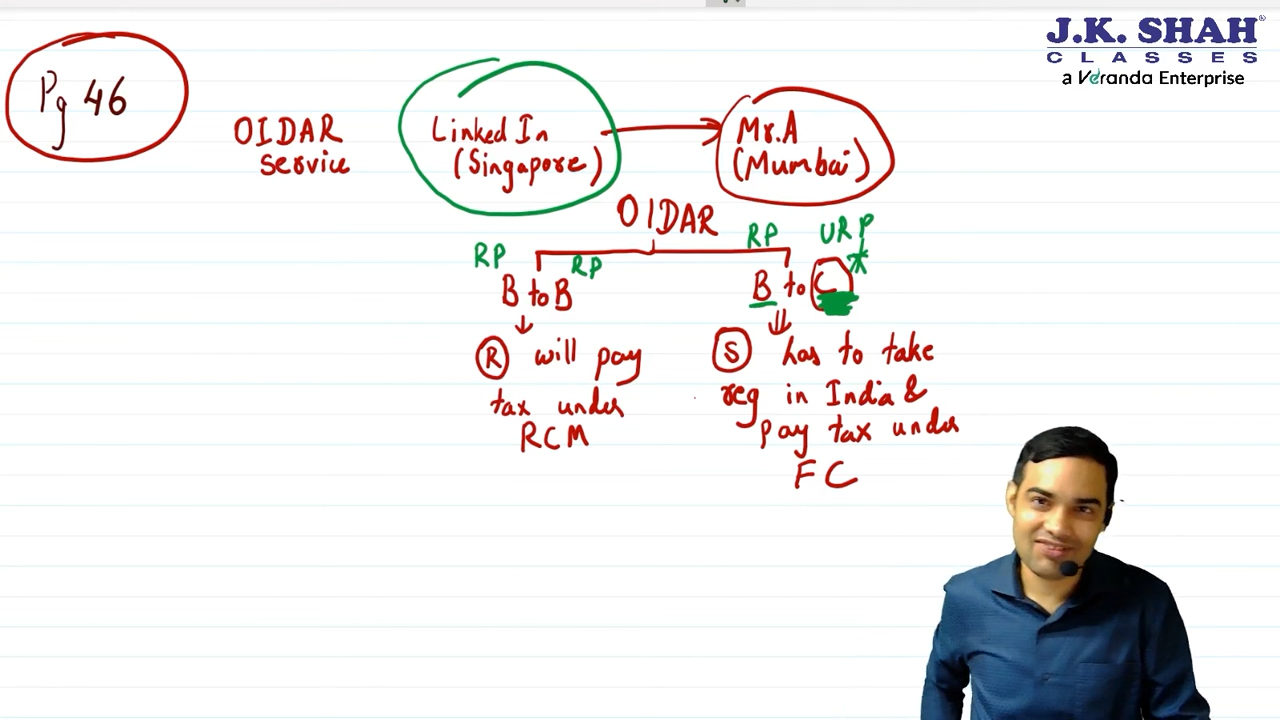 J.K. SHAH®
CLASSES
a Veranda Enterprise
Pg 46
OIDAR
service
Linked In
(Singapore)
Mr.A
(Mumbai)
OIDAR
RP
RP
B to B
RP
URP
B to C
R will pay
tax under
RCM
S has to take
reg in India &
pay tax under
FC